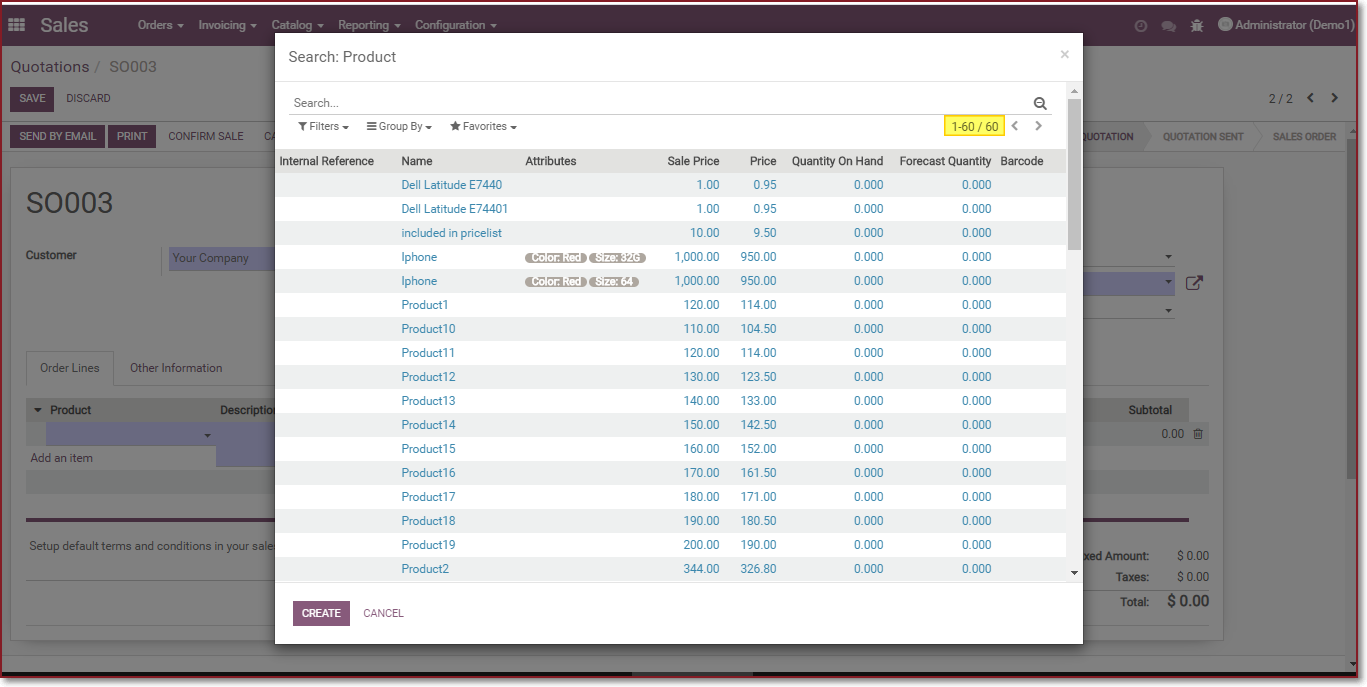 Sales Orders Invoicing Catalog Reporting Configuration Administrator (Demo1)
Quotations / SO003
SAVE DISCARD 2 / 2
SEND BY EMAIL PRINT CONFIRM SALE QUOTATION QUOTATION SENT SALES ORDER
SO003
Customer Your Company
Order Lines Other Information
Product Description Subtotal
0.00
Add an item
Setup default terms and conditions in your
xed Amount: $ 0.00
Taxes: $ 0.00
Total: $ 0.00
Search: Product ×
Search...
Filters Group By Favorites 1-60 / 60
Internal Reference Name Attributes Sale Price Price Quantity On Hand Forecast Quantity Barcode
Dell Latitude E7440 1.00 0.95 0.000 0.000
Dell Latitude E74401 1.00 0.95 0.000 0.000
included in pricelist 10.00 9.50 0.000 0.000
Iphone Color: Red Size: 32G 1,000.00 950.00 0.000 0.000
Iphone Color: Red Size: 64 1,000.00 950.00 0.000 0.000
Product1 120.00 114.00 0.000 0.000
Product10 110.00 104.50 0.000 0.000
Product11 120.00 114.00 0.000 0.000
Product12 130.00 123.50 0.000 0.000
Product13 140.00 133.00 0.000 0.000
Product14 150.00 142.50 0.000 0.000
Product15 160.00 152.00 0.000 0.000
Product16 170.00 161.50 0.000 0.000
Product17 180.00 171.00 0.000 0.000
Product18 190.00 180.50 0.000 0.000
Product19 200.00 190.00 0.000 0.000
Product2 344.00 326.80 0.000 0.000
CREATE CANCEL